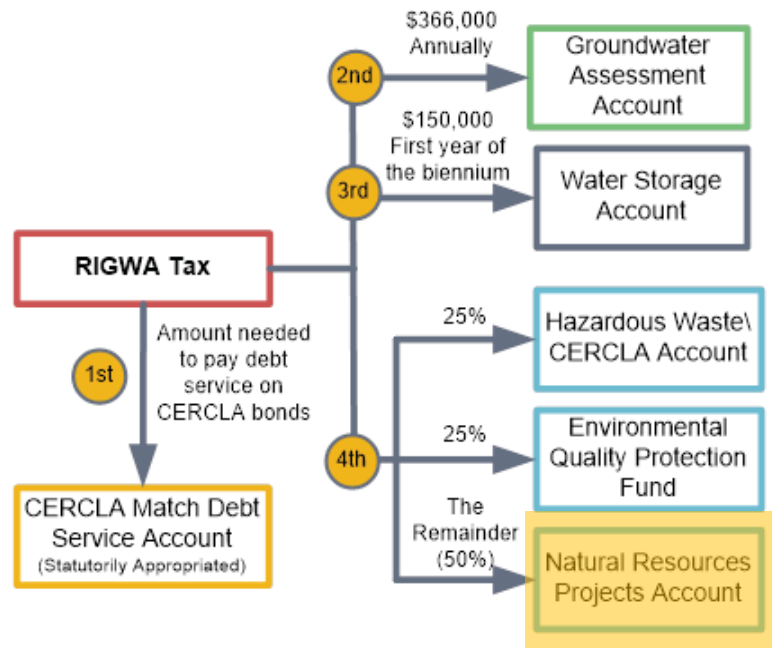 $366,000
Annually
2nd
Groundwater
Assessment
Account
$150,000
First year of
the biennium
3rd
Water Storage
Account
RIGWA Tax
1st
Amount needed
to pay debt
service on
CERCLA bonds
CERCLA Match Debt
Service Account
(Statutorily Appropriated)
4th
25%
Hazardous Waste\
CERCLA Account
25%
Environmental
Quality Protection
Fund
The
Remainder
(50%)
Natural Resources
Projects Account